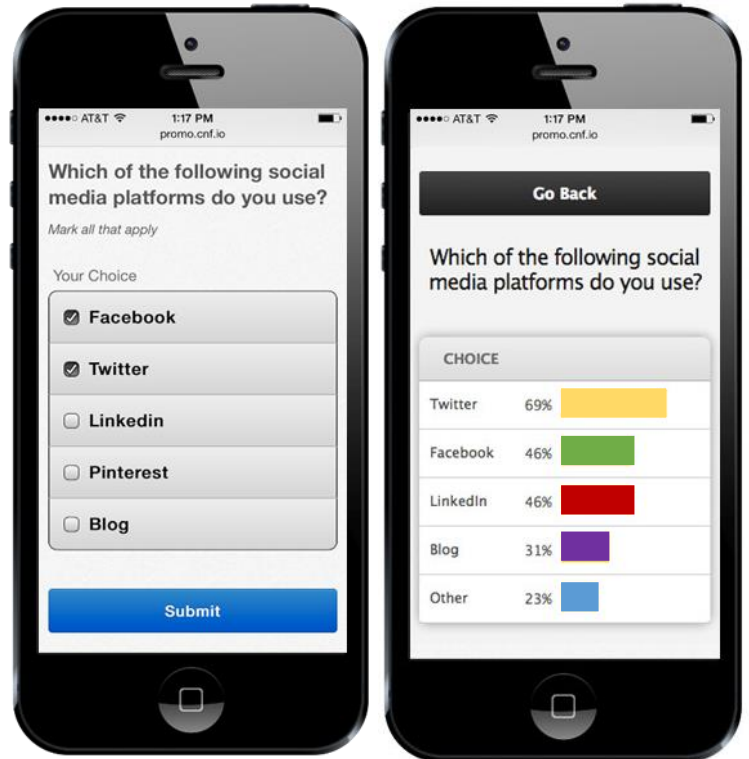 ●●●●○ AT&T 1:17 PM
promo.cnf.io
Which of the following social
media platforms do you use?
Mark all that apply
Your Choice
Facebook
Twitter
Linkedin
Pinterest
Blog
Submit
●●●●○ AT&T 1:17 PM
promo.cnf.io
Go Back
Which of the following social
media platforms do you use?
CHOICE
Twitter 69%
Facebook 46%
LinkedIn 46%
Blog 31%
Other 23%